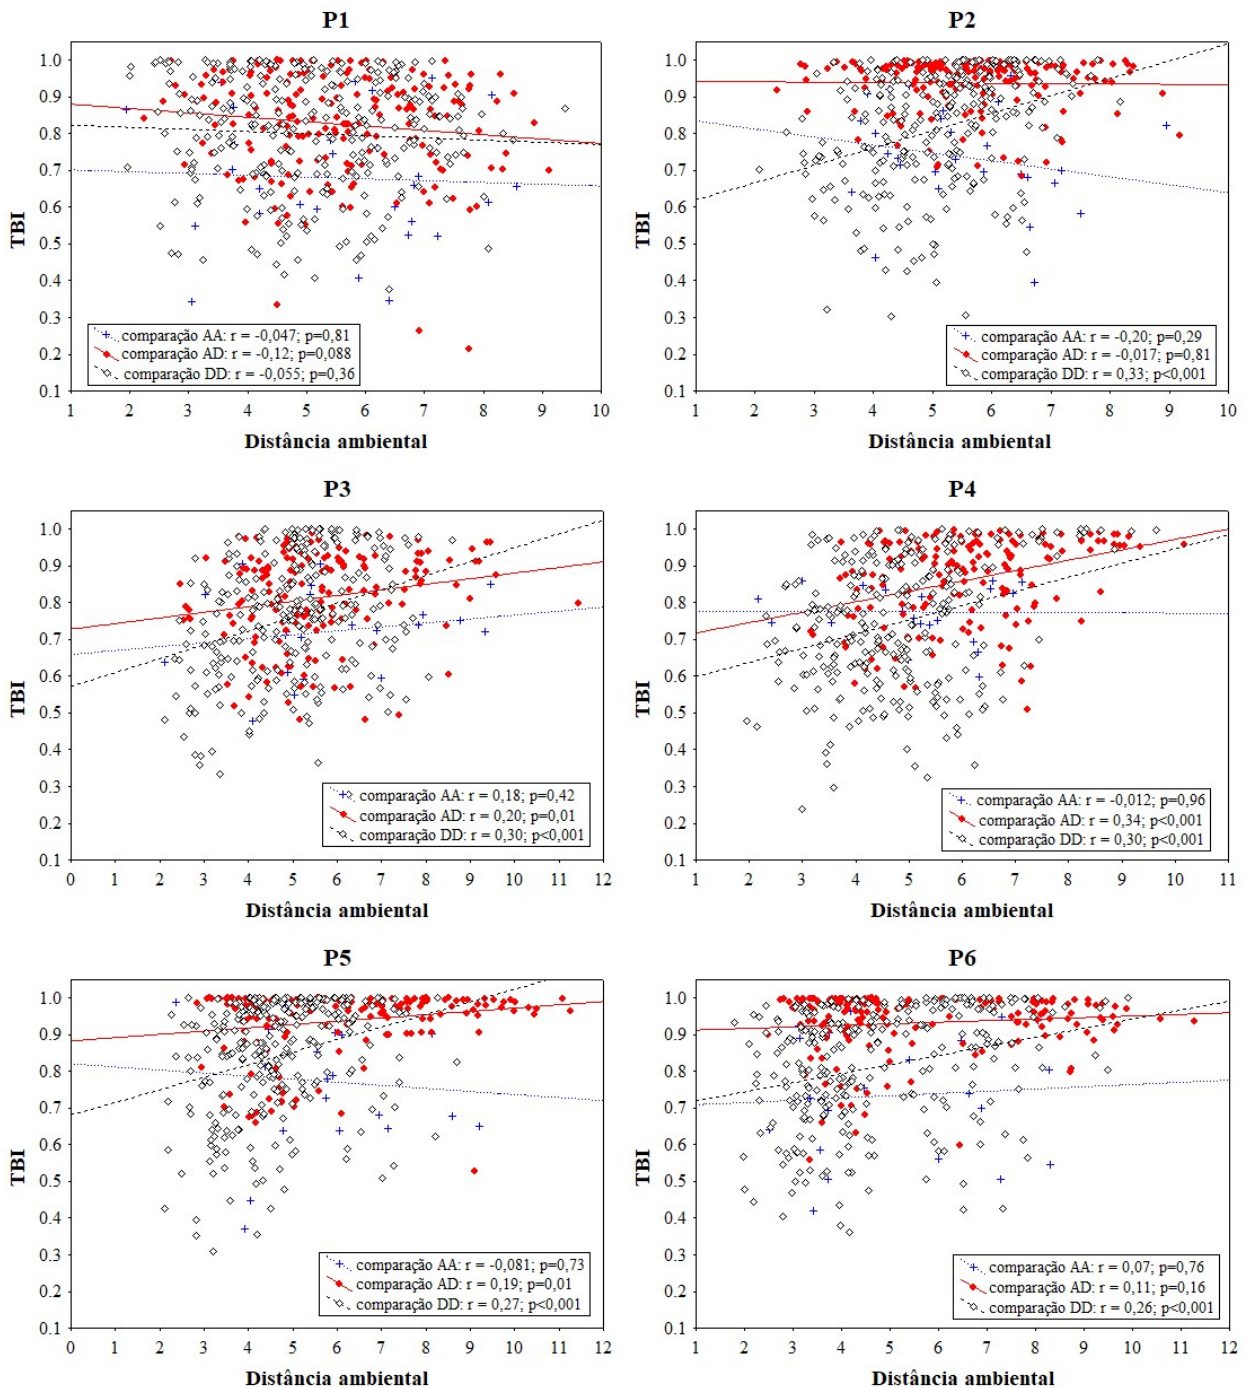 P1
TBI
1.0
0.9
0.8
0.7
0.6
0.5
0.4
0.3
0.2
0.1
comparação AA: r = -0,047; p=0,81
comparação AD: r = -0,12; p=0,088
comparação DD: r = -0,055; p=0,36
1 2 3 4 5 6 7 8 9 10
Distância ambiental
P2
TBI
1.0
0.9
0.8
0.7
0.6
0.5
0.4
0.3
0.2
0.1
comparação AA: r = -0,20; p=0,29
comparação AD: r = -0,017; p=0,81
comparação DD: r = 0,33; p<0,001
1 2 3 4 5 6 7 8 9 10
Distância ambiental
P3
TBI
1.0
0.9
0.8
0.7
0.6
0.5
0.4
0.3
0.2
0.1
comparação AA: r = 0,18; p=0,42
comparação AD: r = 0,20; p=0,01
comparação DD: r = 0,30; p<0,001
0 1 2 3 4 5 6 7 8 9 10 11 12
Distância ambiental
P4
TBI
1.0
0.9
0.8
0.7
0.6
0.5
0.4
0.3
0.2
0.1
comparação AA: r = -0,012; p=0,96
comparação AD: r = 0,34; p<0,001
comparação DD: r = 0,30; p<0,001
1 2 3 4 5 6 7 8 9 10 11
Distância ambiental
P5
TBI
1.0
0.9
0.8
0.7
0.6
0.5
0.4
0.3
0.2
0.1
comparação AA: r = -0,081; p=0,73
comparação AD: r = 0,19; p=0,01
comparação DD: r = 0,27; p<0,001
0 1 2 3 4 5 6 7 8 9 10 11 12
Distância ambiental
P6
TBI
1.0
0.9
0.8
0.7
0.6
0.5
0.4
0.3
0.2
0.1
comparação AA: r = 0,07; p=0,76
comparação AD: r = 0,11; p=0,16
comparação DD: r = 0,26; p<0,001
1 2 3 4 5 6 7 8 9 10 11 12
Distância ambiental